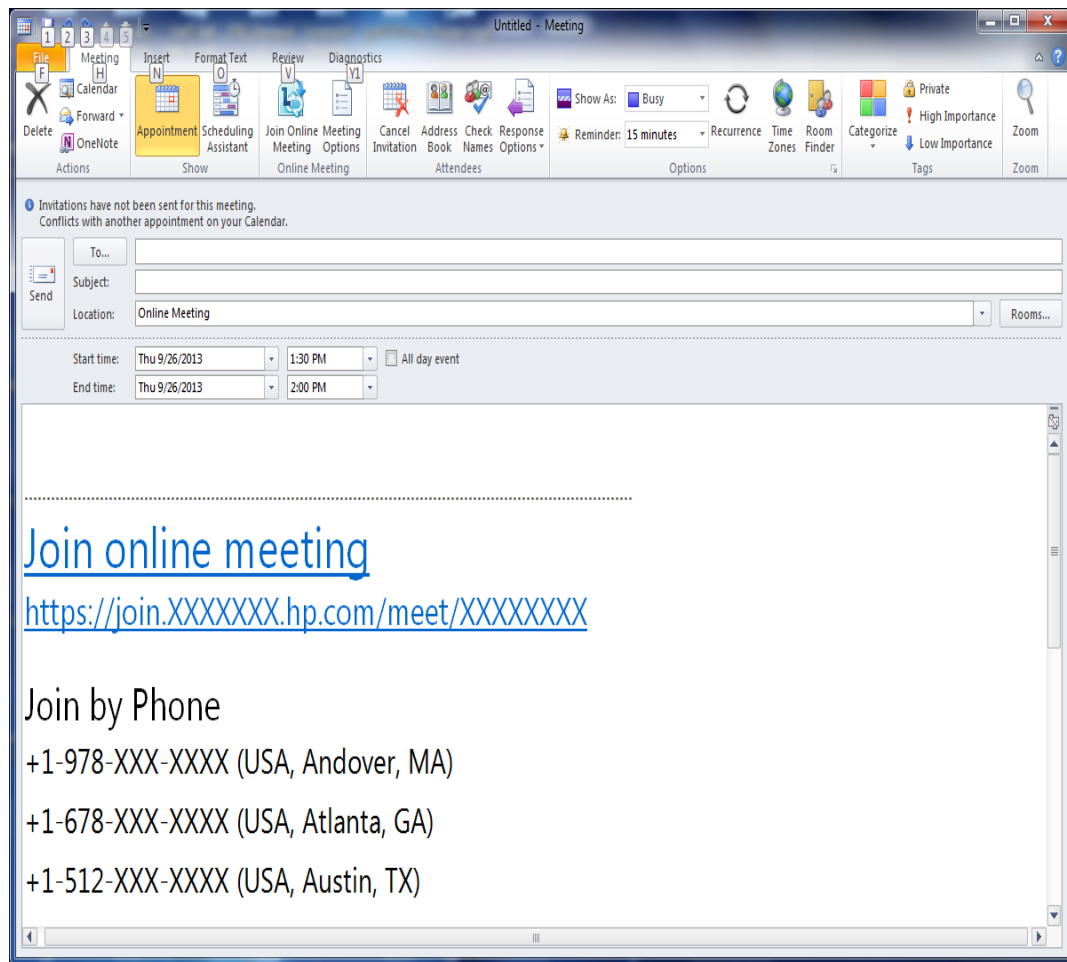 Untitled - Meeting
1 2 3 4 5
File Meeting Insert Format Text Review Diagnostics
F H N O V Y1
Delete
Calendar
Forward
OneNote
Actions
Appointment
Scheduling Assistant
Show
Join Online Meeting
Meeting Options
Online Meeting
Cancel Invitation
Address Book
Check Names
Response Options
Attendees
Show As: Busy
Reminder: 15 minutes
Recurrence
Time Zones
Room Finder
Options
Categorize
Private
High Importance
Low Importance
Tags
Zoom
Zoom
Invitations have not been sent for this meeting.
Conflicts with another appointment on your Calendar.
Send
To...
Subject:
Location: Online Meeting Rooms...
Start time: Thu 9/26/2013 1:30 PM All day event
End time: Thu 9/26/2013 2:00 PM
Join online meeting
https://join.XXXXXXX.hp.com/meet/XXXXXXXX
Join by Phone
+1-978-XXX-XXXX (USA, Andover, MA)
+1-678-XXX-XXXX (USA, Atlanta, GA)
+1-512-XXX-XXXX (USA, Austin, TX)